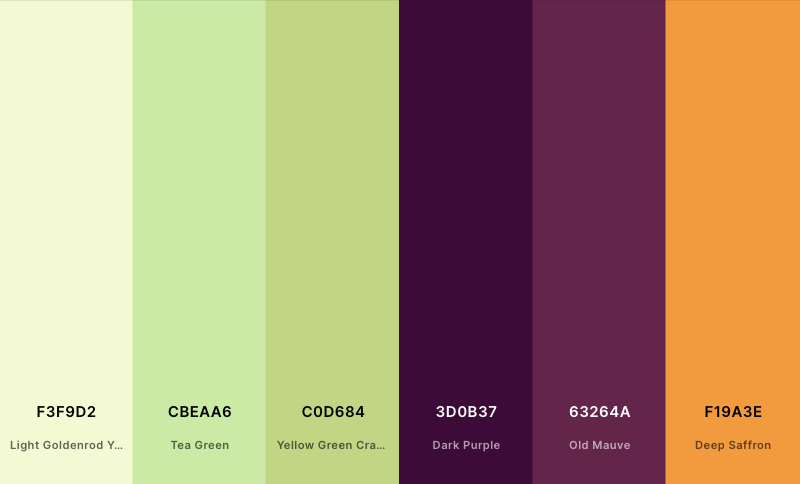 F3F9D2 CBEAA6 C0D684 3D0B37 63264A F19A3E
Light Goldenrod Y... Tea Green Yellow Green Cra... Dark Purple Old Mauve Deep Saffron